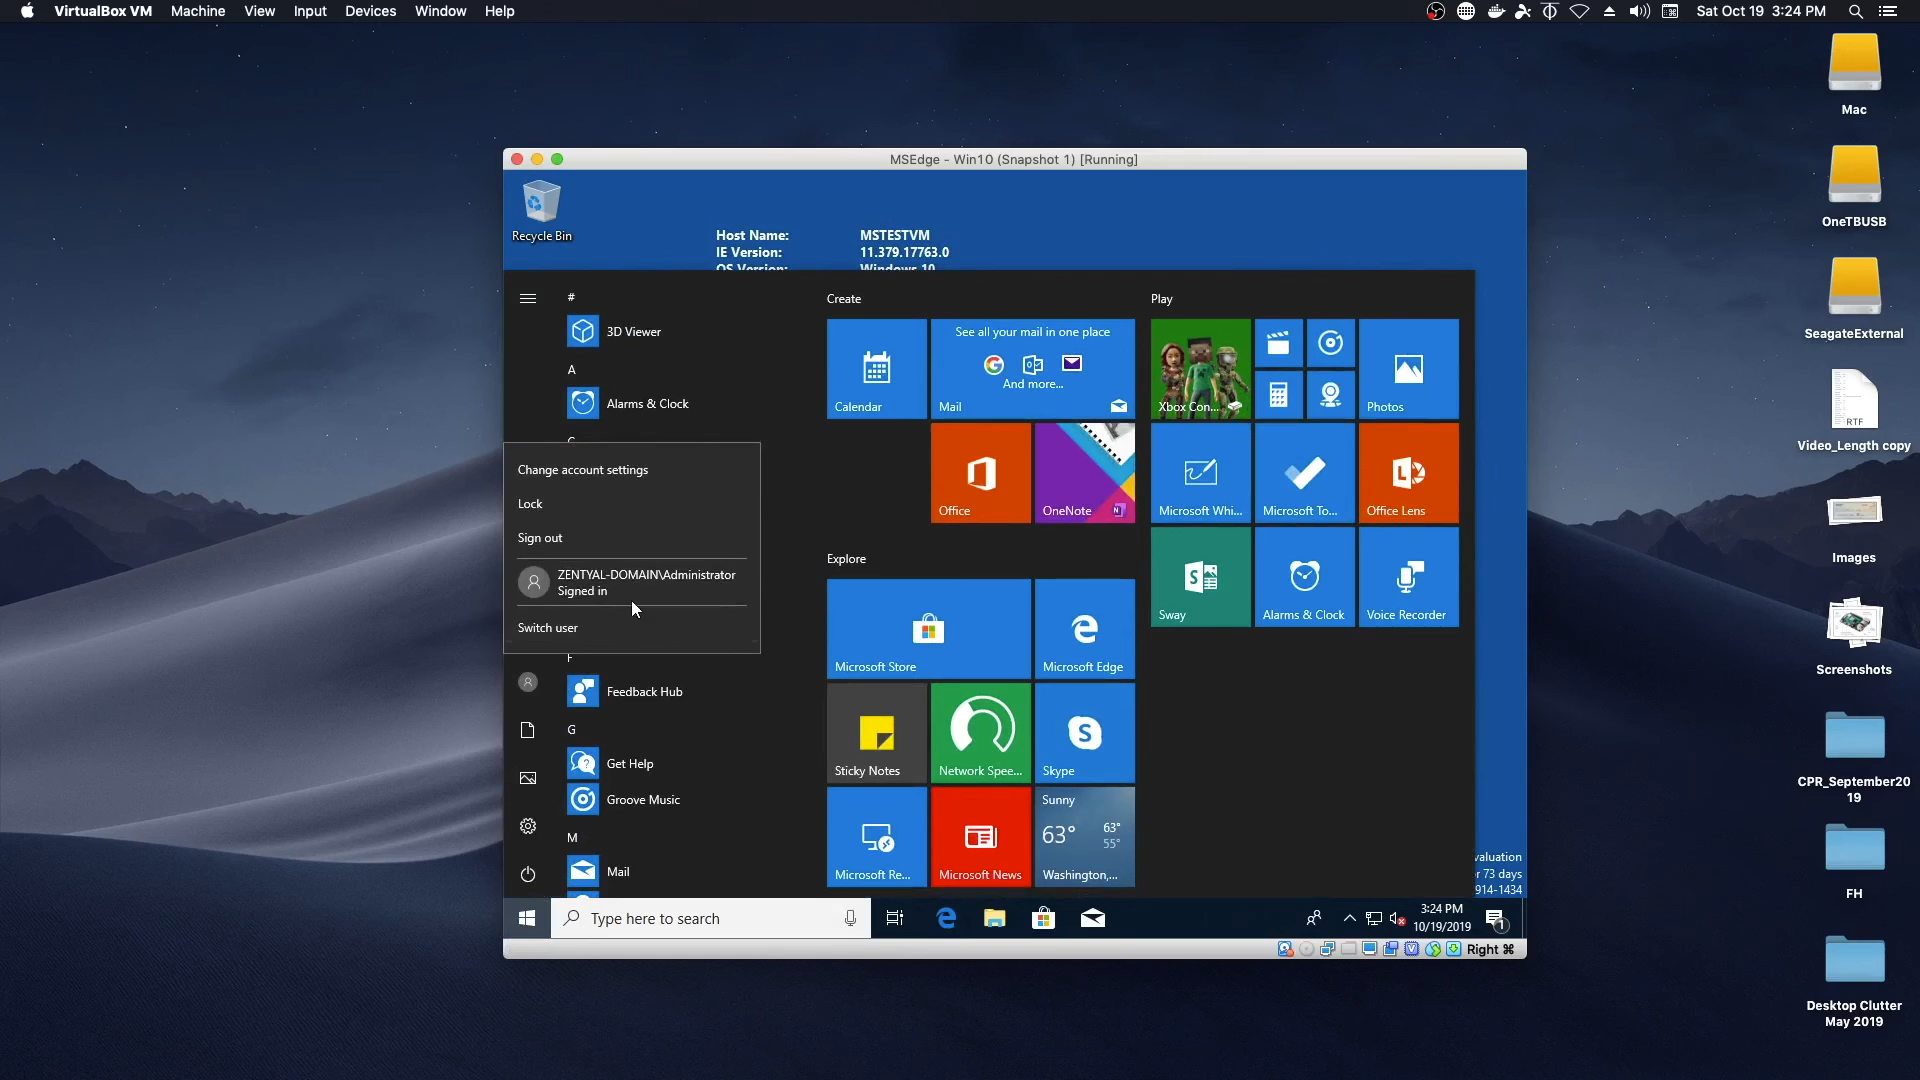 VirtualBox VM Machine View Input Devices Window Help
Sat Oct 19 3:24 PM
Mac
OneTBUSB
SeagateExternal
RTF
Video_Length copy
Images
Screenshots
CPR_September20
19
FH
Desktop Clutter
May 2019
MSEdge - Win10 (Snapshot 1) [Running]
Recycle Bin
Host Name: MSTESTVM
IE Version: 11.379.17763.0
OS Version: Windows 10
#
3D Viewer
A
Alarms & Clock
Change account settings
Lock
Sign out
ZENTYAL-DOMAIN\Administrator
Signed in
Switch user
F
Feedback Hub
G
Get Help
Groove Music
M
Mail
Create
Calendar
See all your mail in one place
And more...
Mail
Office
OneNote
Explore
Microsoft Store
Microsoft Edge
Sticky Notes
Network Spee...
Skype
Microsoft Re...
Microsoft News
Sunny
63° 63°
55°
Washington,...
Play
Xbox Con...
Photos
Microsoft Whi...
Microsoft To...
Office Lens
Sway
Alarms & Clock
Voice Recorder
valuation
r 73 days
914-1434
Type here to search
3:24 PM
10/19/2019
1
Right ⌘